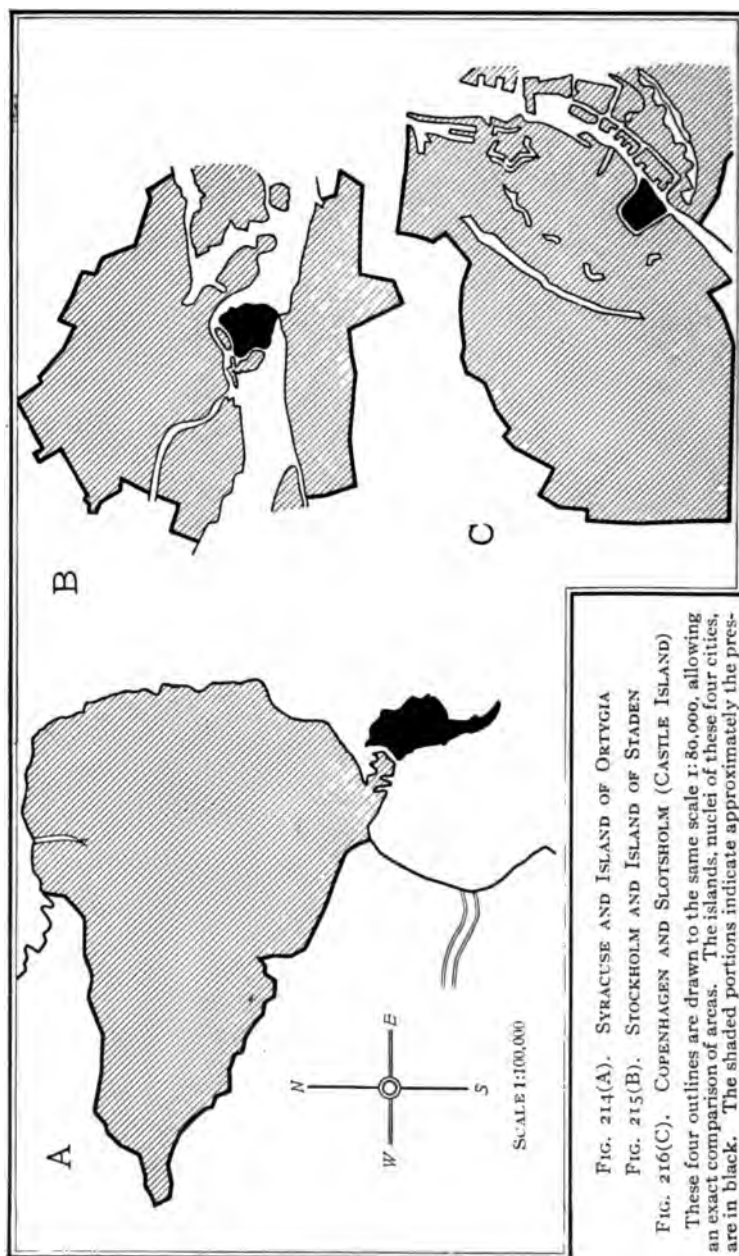 A
B
C
N
W
E
S
SCALE 1:100,000
FIG. 214(A). SYRACUSE AND ISLAND OF ORTYGIA
FIG. 215(B). STOCKHOLM AND ISLAND OF STADEN
FIG. 216(C). COPENHAGEN AND SLOTSHOLM (CASTLE ISLAND)
These four outlines are drawn to the same scale 1:80,000, allowing
an exact comparison of areas. The islands, nuclei of these four cities,
are in black. The shaded portions indicate approximately the pres-